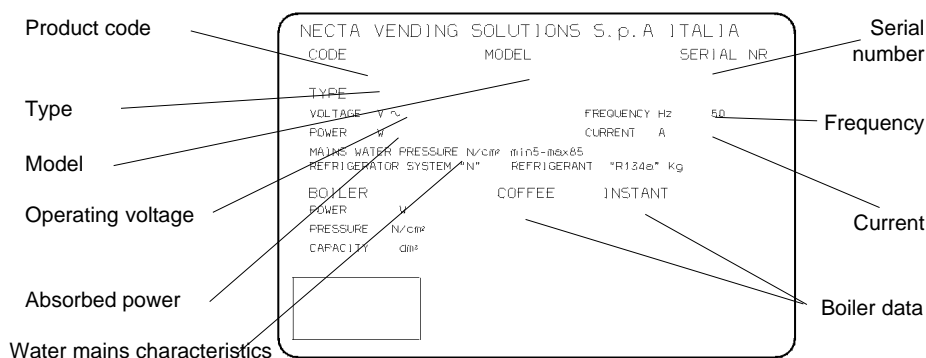 Product code
Type
Model
Operating voltage
Absorbed power
Water mains characteristics
NECTA VENDING SOLUTIONS S.p.A ITALIA
CODE MODEL SERIAL NR
TYPE
VOLTAGE V ~ FREQUENCY Hz 50
POWER W CURRENT A
MAINS WATER PRESSURE N/cm² min5-max85
REFRIGERATOR SYSTEM "N" REFRIGERANT "R134a" Kg
BOILER COFFEE INSTANT
POWER W
PRESSURE N/cm²
CAPACITY dm³
Serial
number
Frequency
Current
Boiler data